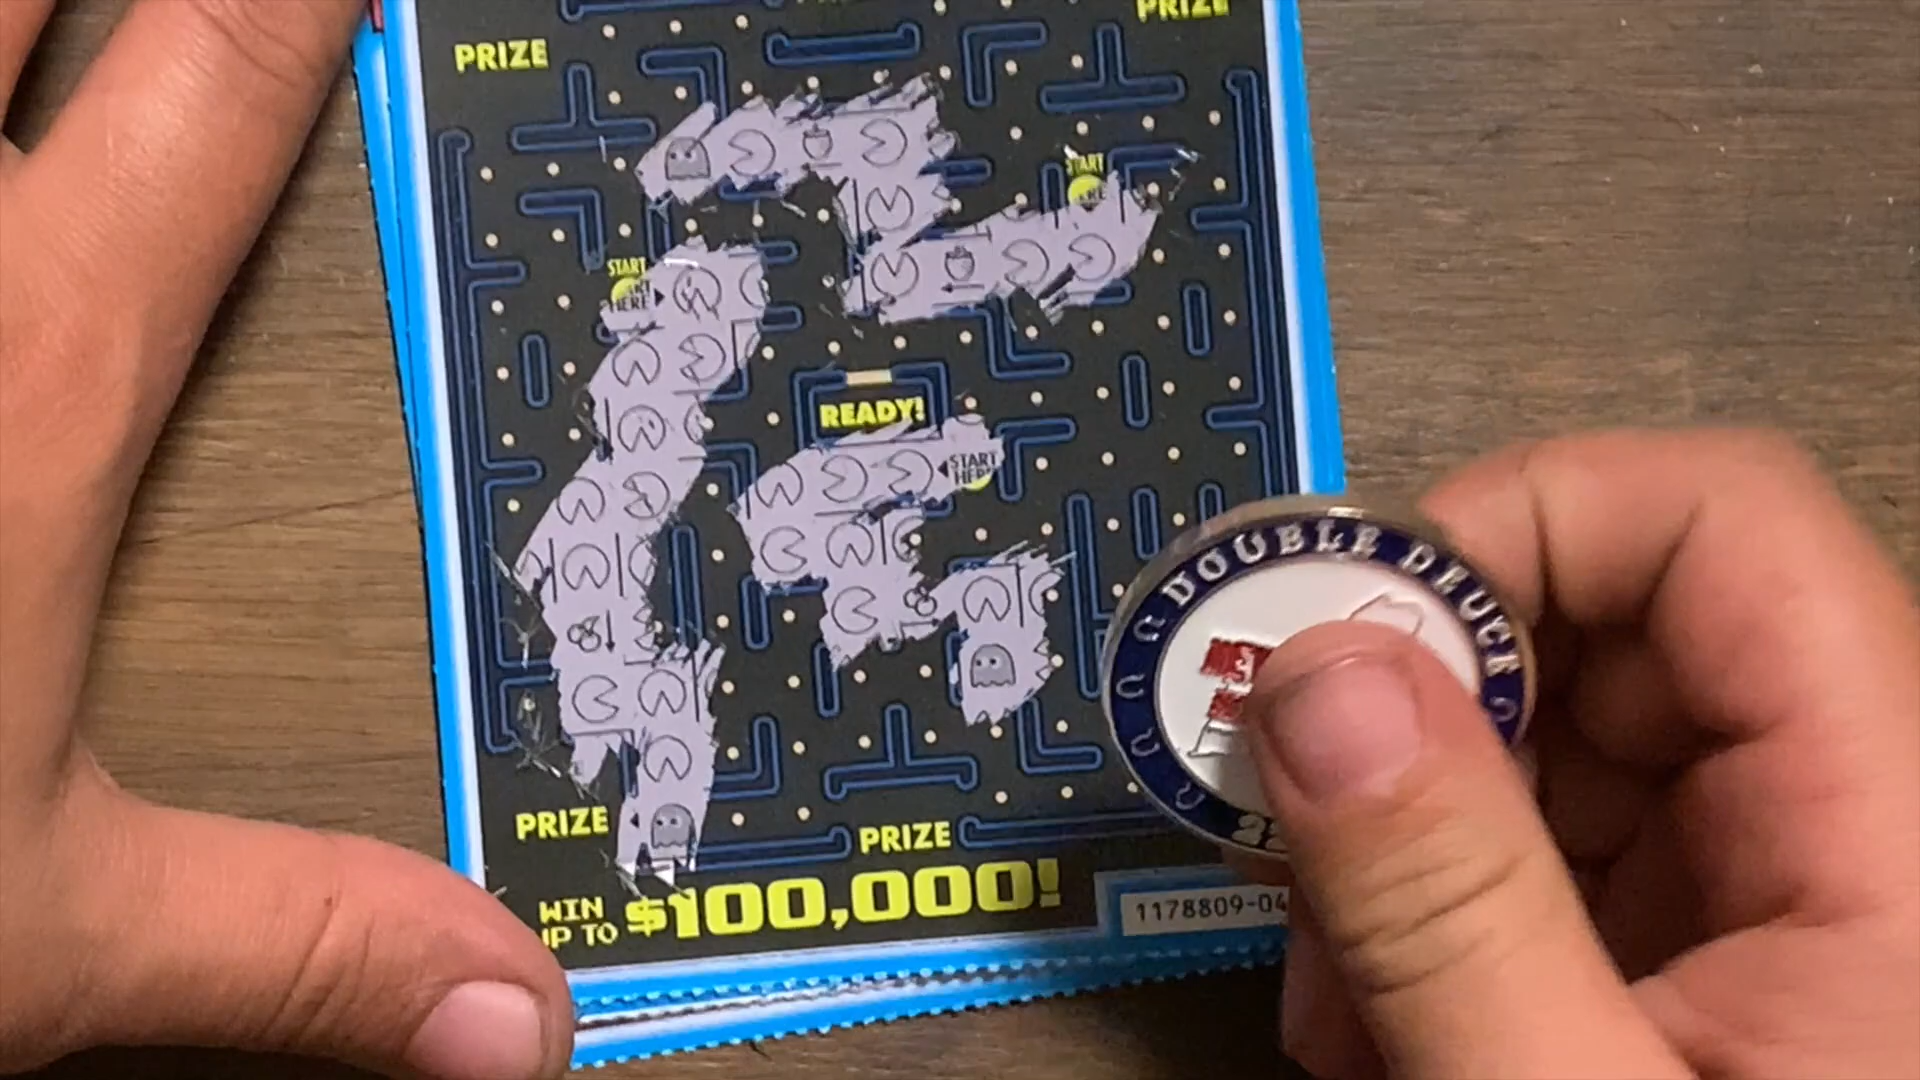 PRIZE
PRIZE
START
START
HERE
READY!
START
HERE
PRIZE
PRIZE
WIN
UP TO $100,000!
1178809-04
DOUBLE DEUCE